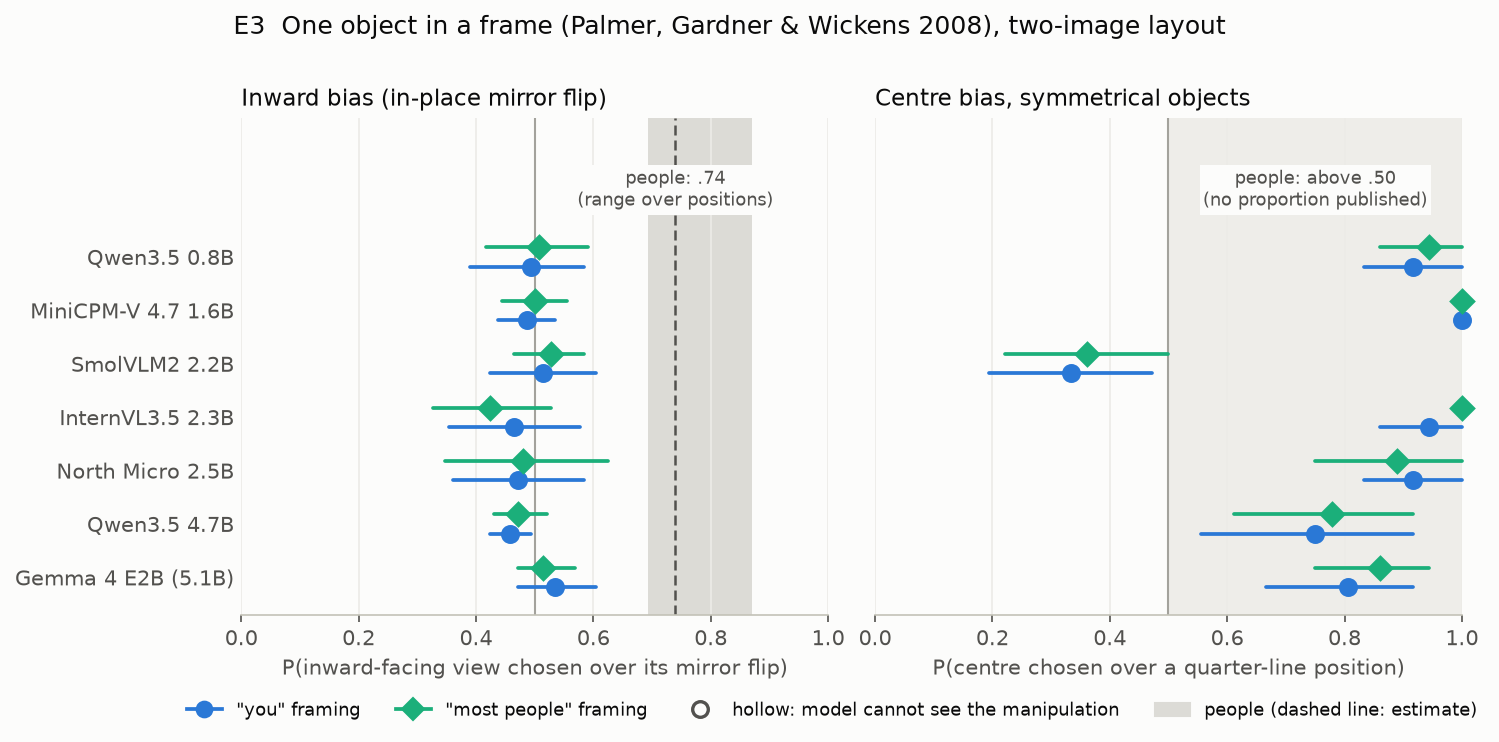 E3  One object in a frame (Palmer, Gardner & Wickens 2008), two-image layout
Inward bias (in-place mirror flip)
Centre bias, symmetrical objects
people: .74
(range over positions)
people: above .50
(no proportion published)
Qwen3.5 0.8B
MiniCPM-V 4.7 1.6B
SmolVLM2 2.2B
InternVL3.5 2.3B
North Micro 2.5B
Qwen3.5 4.7B
Gemma 4 E2B (5.1B)
0.0 0.2 0.4 0.6 0.8 1.0
0.0 0.2 0.4 0.6 0.8 1.0
P(inward-facing view chosen over its mirror flip)
P(centre chosen over a quarter-line position)
"you" framing
"most people" framing
hollow: model cannot see the manipulation
people (dashed line: estimate)